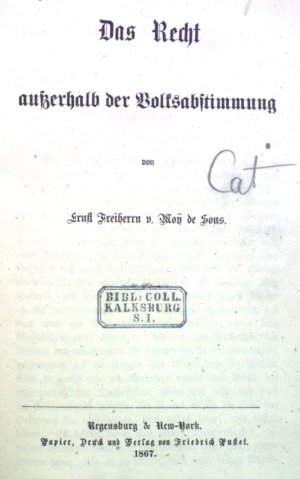 Das Recht
außerhalb der Volksabstimmung
von
Cat
Ernst Freiherrn v. Moÿ de Sons.
BIBL: COLL.
KALKSBURG
S. I.
Regensburg & New-York.
Papier, Druck und Verlag von Friedrich Pustet.
1867.